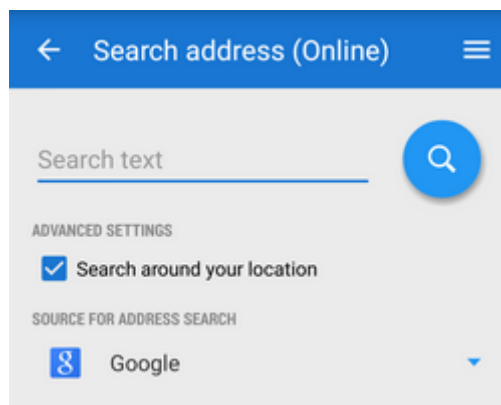 Search address (Online)
Search text
ADVANCED SETTINGS
Search around your location
SOURCE FOR ADDRESS SEARCH
8 Google